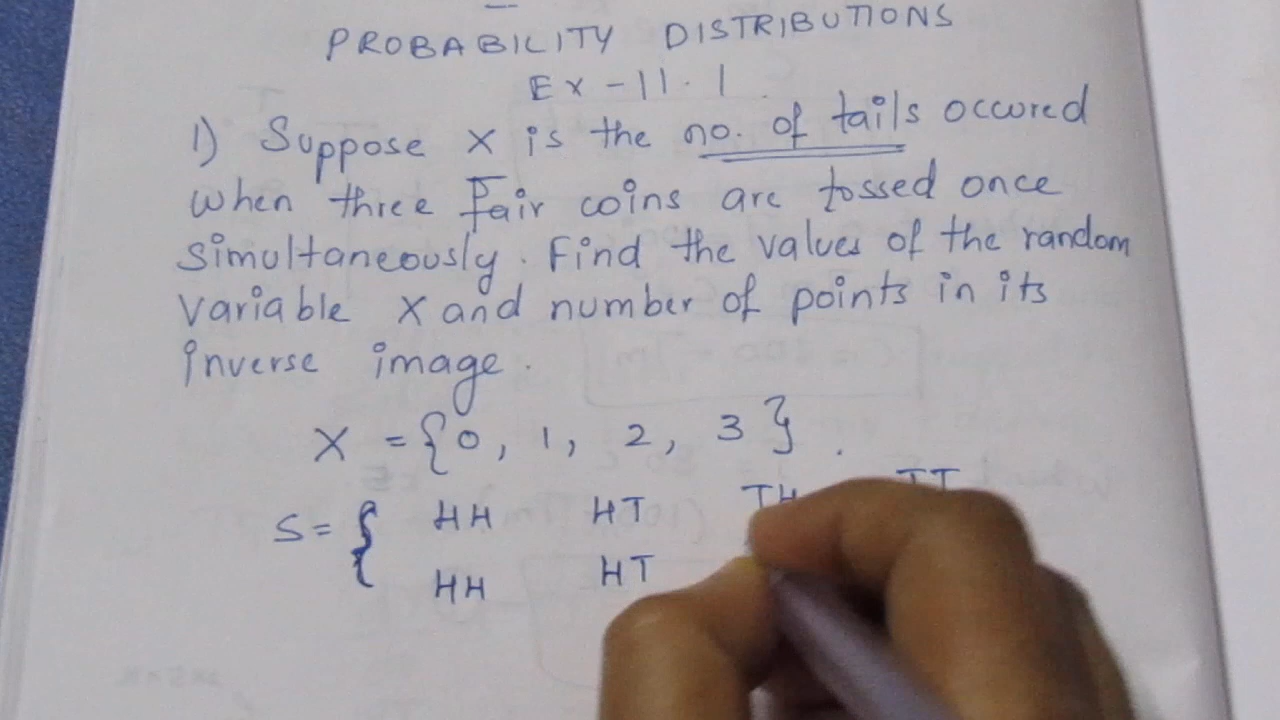 PROBABILITY DISTRIBUTIONS
Ex - 11.1
1) Suppose X is the no. of tails occured
when three fair coins are tossed once
simultaneously. Find the values of the random
variable X and number of points in its
inverse image.
X = {0, 1, 2, 3}.
S = { HH HT TH TT
HH HT